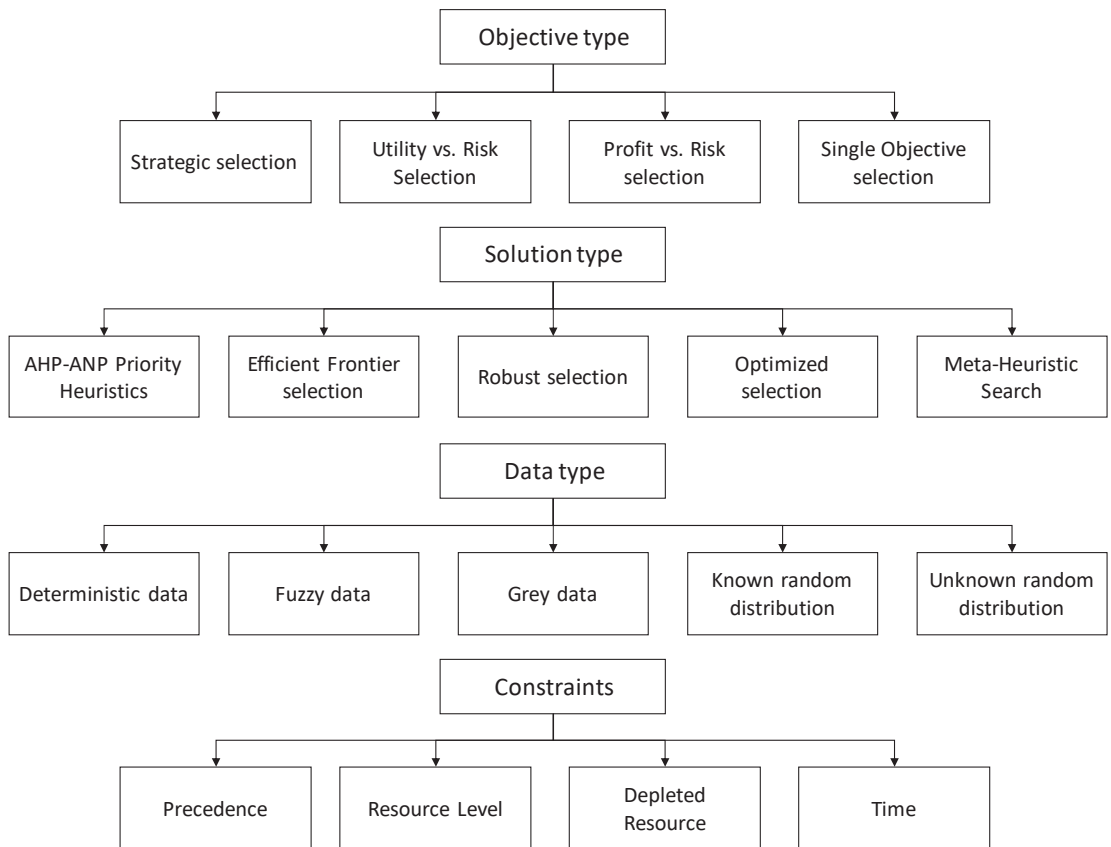 Objective type
Strategic selection
Utility vs. Risk
Selection
Profit vs. Risk
selection
Single Objective
selection
Solution type
AHP-ANP Priority
Heuristics
Efficient Frontier
selection
Robust selection
Optimized
selection
Meta-Heuristic
Search
Data type
Deterministic data
Fuzzy data
Grey data
Known random
distribution
Unknown random
distribution
Constraints
Precedence
Resource Level
Depleted
Resource
Time